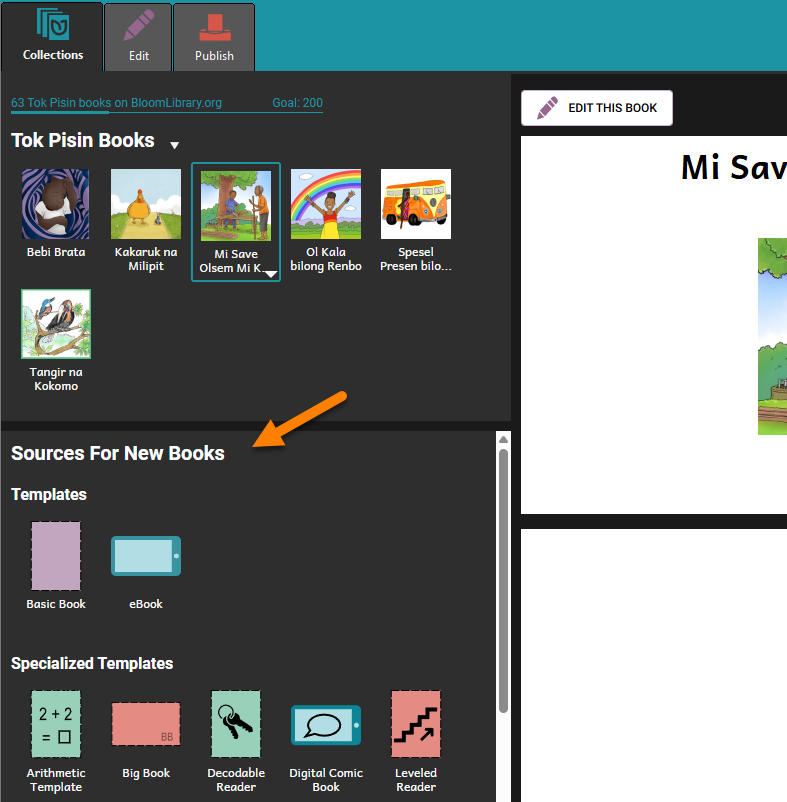 Collections
Edit
Publish
63 Tok Pisin books on BloomLibrary.org Goal: 200
EDIT THIS BOOK
Tok Pisin Books
Mi Sav
Bebi Brata
Kakaruk na
Milipit
Mi Save
Olsem Mi K...
Ol Kala
bilong Renbo
Spesel
Presen bilo...
Tangir na
Kokomo
Sources For New Books
Templates
Basic Book
eBook
Specialized Templates
2 + 2
= □
BB
Arithmetic
Template
Big Book
Decodable
Reader
Digital Comic
Book
Leveled
Reader